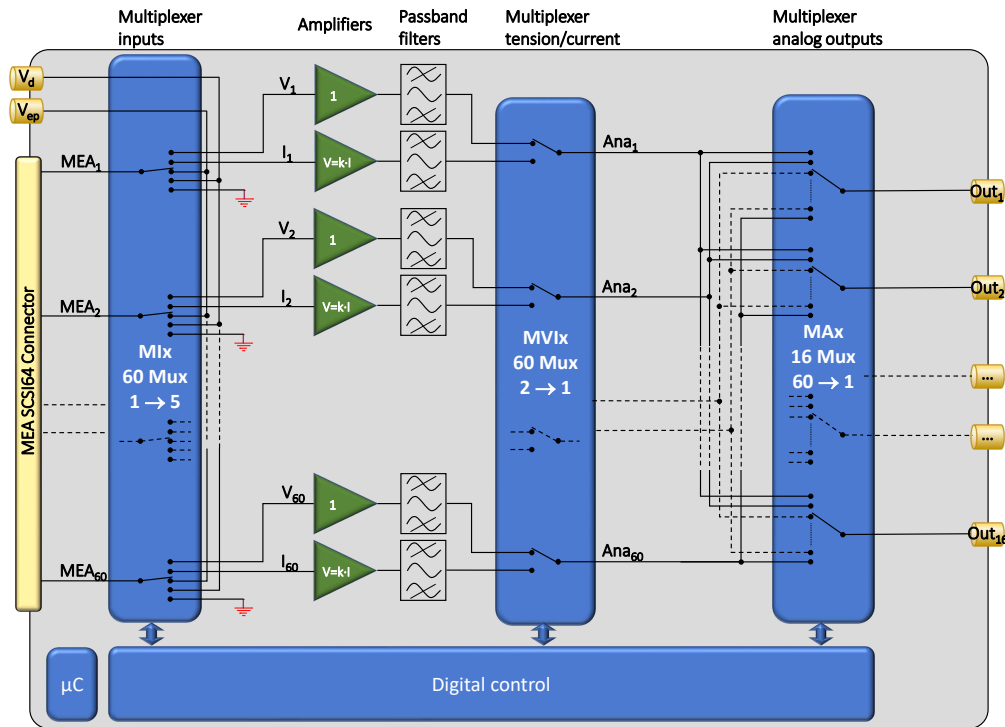 Multiplexer
inputs
Amplifiers
Passband
filters
Multiplexer
tension/current
Multiplexer
analog outputs
V_d
V_ep
MEA SCSI64 Connector
MEA₁
V₁
1
I₁
V=k·I
Ana₁
Out₁
MEA₂
V₂
1
I₂
V=k·I
Ana₂
Out₂
MIx
60 Mux
1 → 5
MVIx
60 Mux
2 → 1
MAx
16 Mux
60 → 1
...
...
MEA₆₀
V₆₀
1
I₆₀
V=k·I
Ana₆₀
Out₁₆
µC
Digital control